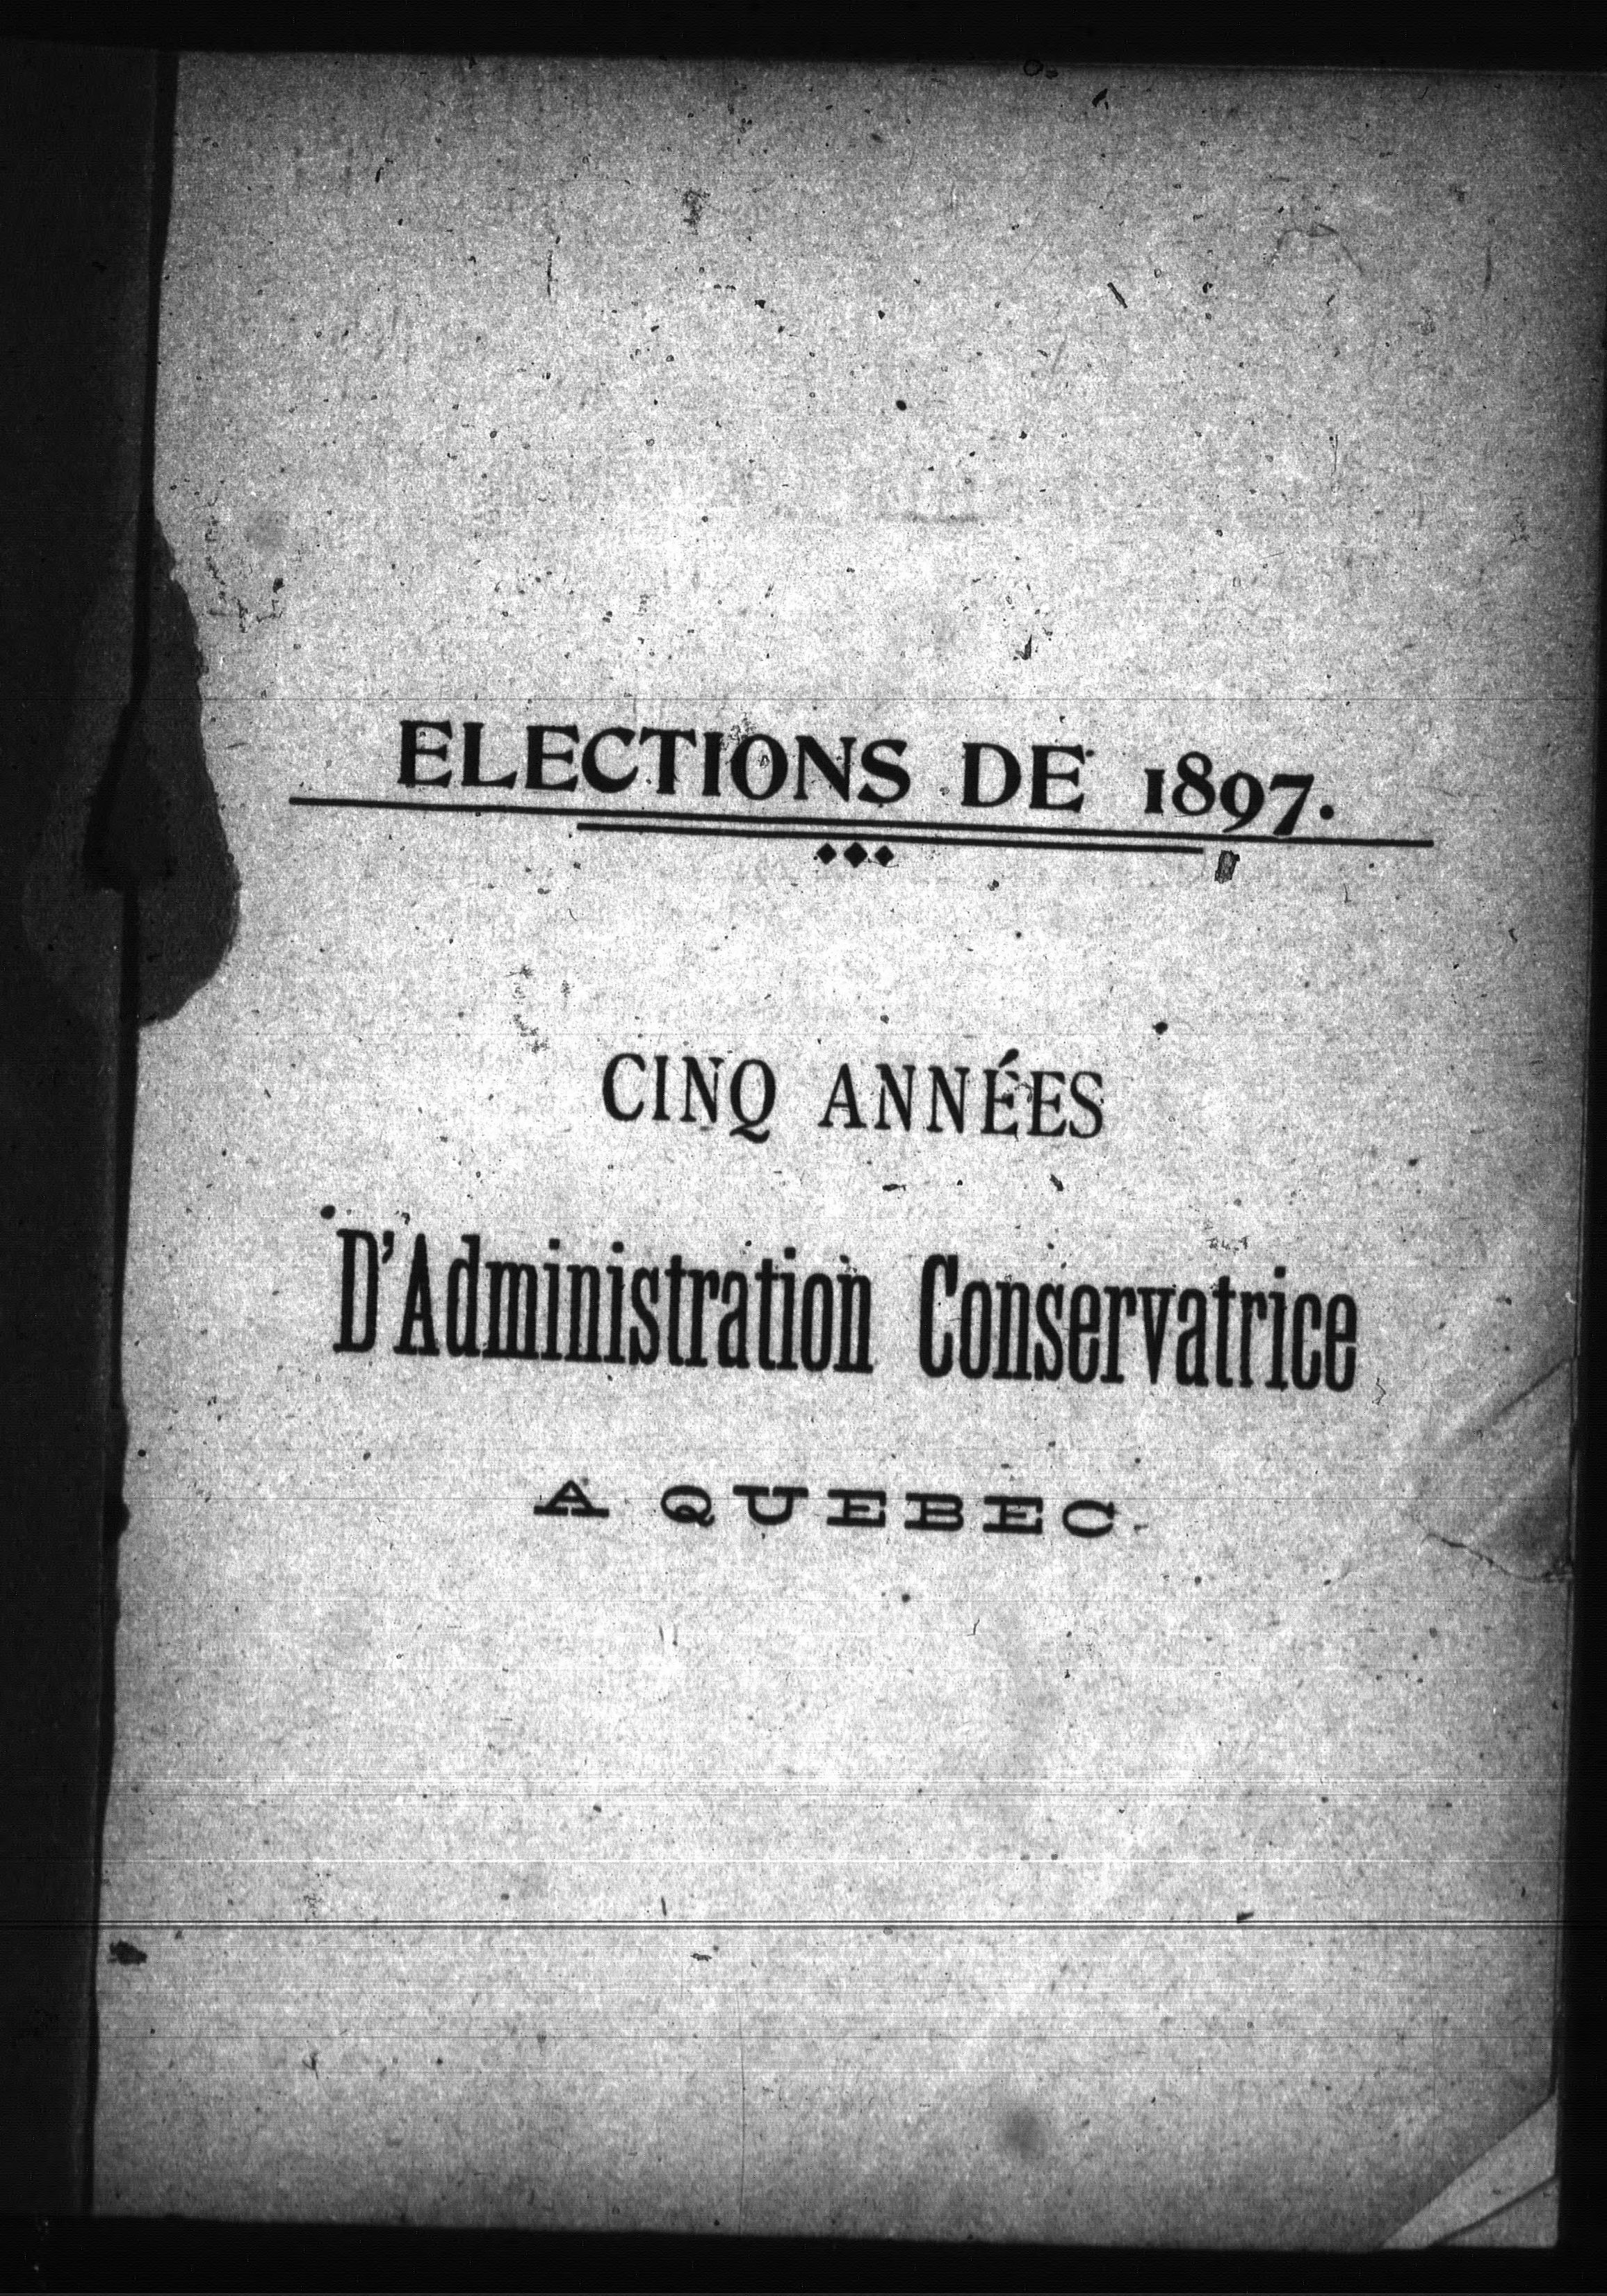 ELECTIONS DE 1897.
CINQ ANNÉES
D'Administration Conservatrice
A QUEBEC